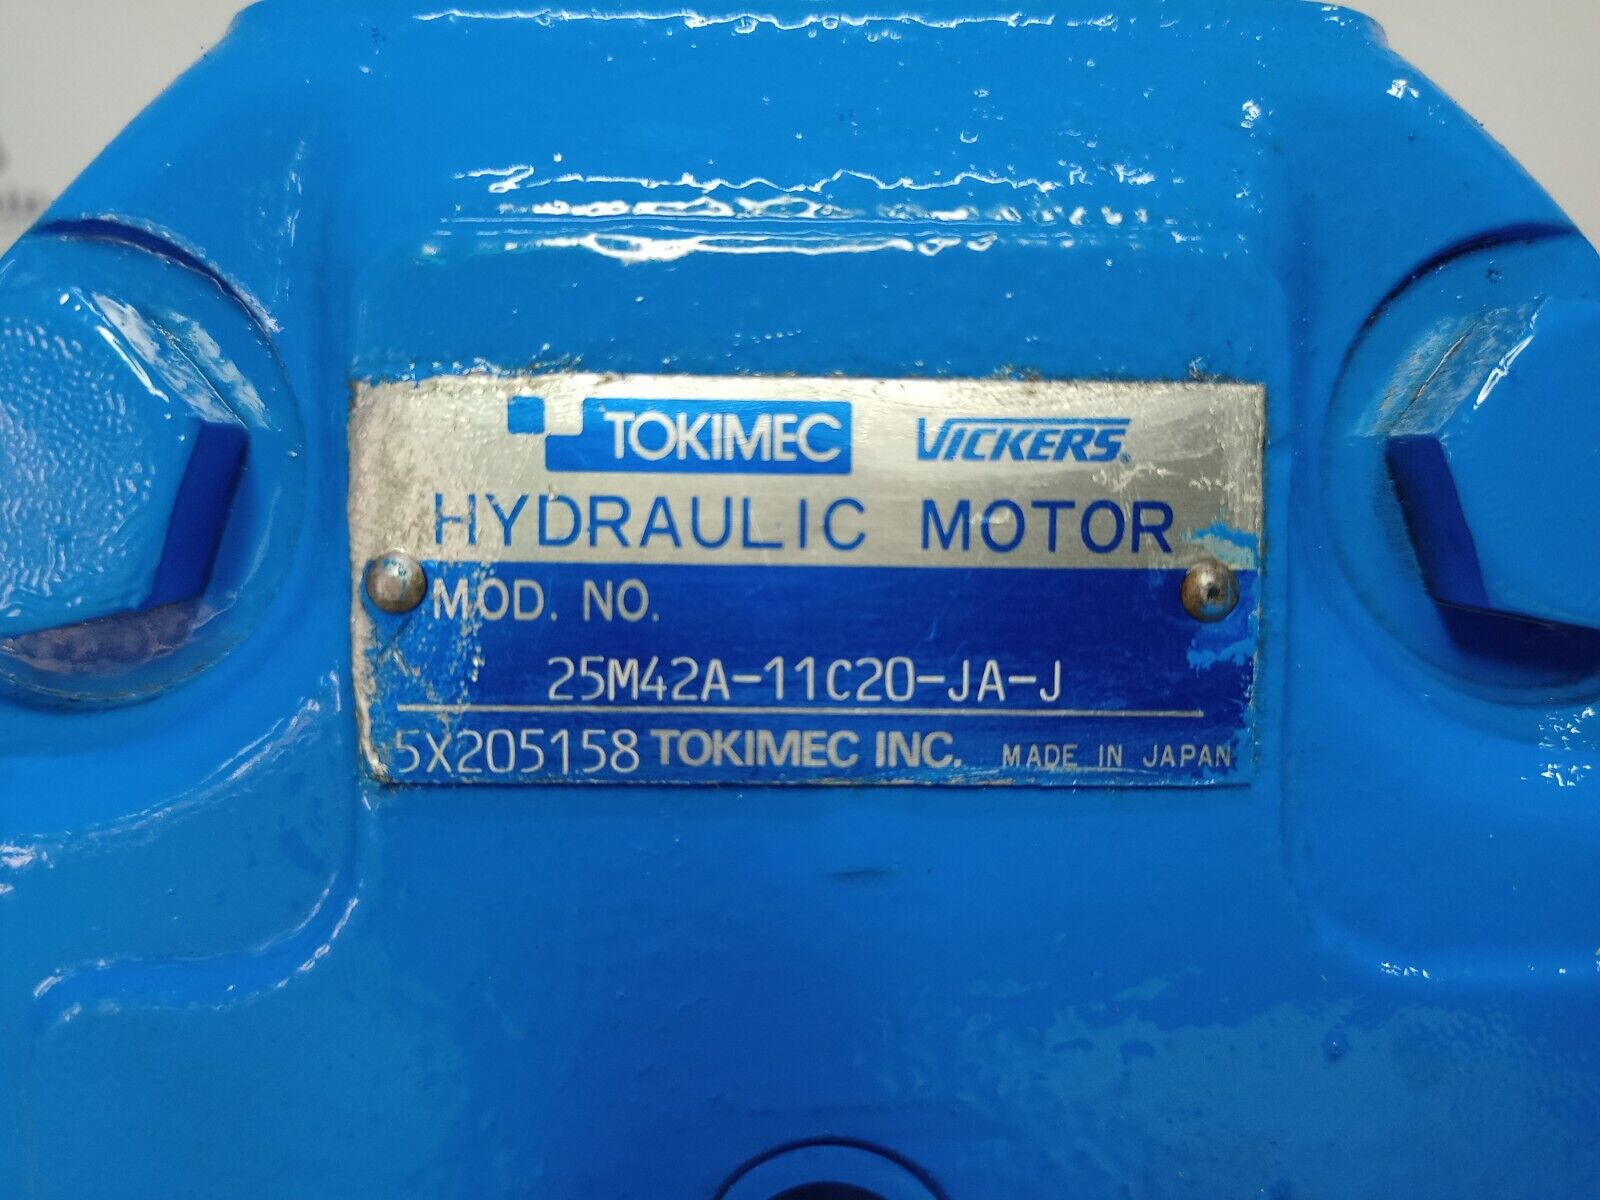 TOKIMEC VICKERS®
HYDRAULIC MOTOR
MOD. NO.
25M42A-11C20-JA-J
5X205158 TOKIMEC INC. MADE IN JAPAN